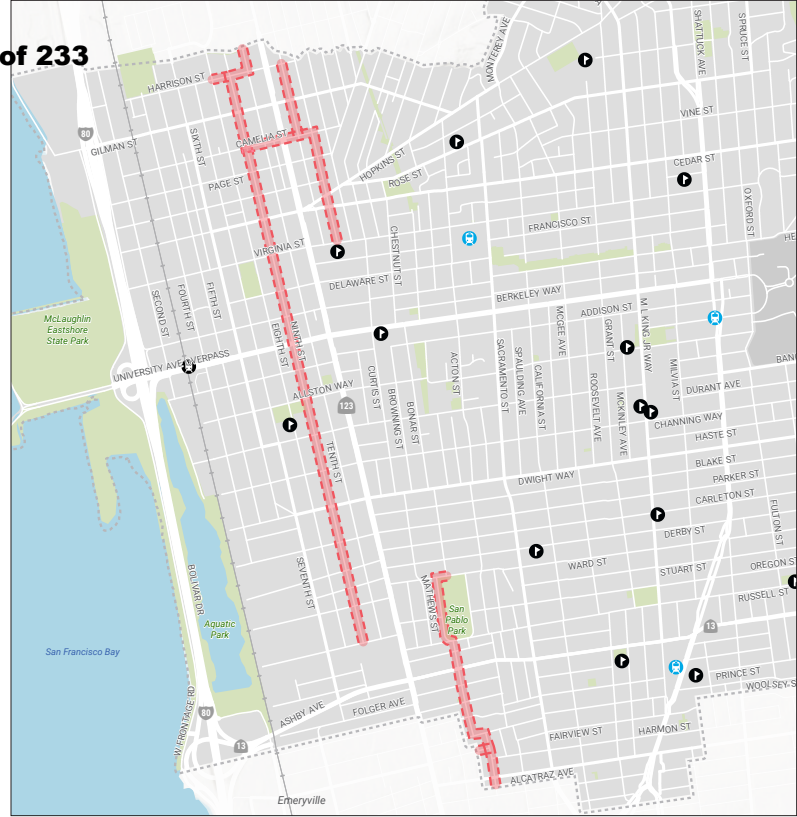 of 233
MONTEREY AVE
SHATTUCK AVE
SPRUCE ST
HARRISON ST
VINE ST
80
GILMAN ST
SIXTH ST
CAMELIA ST
HOPKINS ST
CEDAR ST
PAGE ST
ROSE ST
OXFORD ST
FRANCISCO ST
VIRGINIA ST
CHESTNUT ST
HE
DELAWARE ST
BERKELEY WAY
SECOND ST
FOURTH ST
FIFTH ST
ADDISON ST
M L KING JR WAY
McLaughlin
Eastshore
State Park
EIGHTH ST
NINTH ST
MCGEE AVE
GRANT ST
UNIVERSITY AVE OVERPASS
ACTON ST
SACRAMENTO ST
SPAULDING AVE
CALIFORNIA ST
ROOSEVELT AVE
MCKINLEY AVE
MILVIA ST
BANC
ALLSTON WAY
CURTIS ST
BROWNING ST
BONAR ST
DURANT AVE
123
CHANNING WAY
HASTE ST
TENTH ST
BLAKE ST
DWIGHT WAY
PARKER ST
CARLETON ST
FULTON ST
DERBY ST
SEVENTH ST
WARD ST
STUART ST
OREGON ST
BOLIVAR DR
MATHEWS ST
RUSSELL ST
San
Pablo
Park
Aquatic
Park
13
San Francisco Bay
PRINCE ST
WOOLSEY S
W FRONTAGE RD
ASHBY AVE
FOLGER AVE
80
13
FAIRVIEW ST
HARMON ST
ALCATRAZ AVE
Emeryville